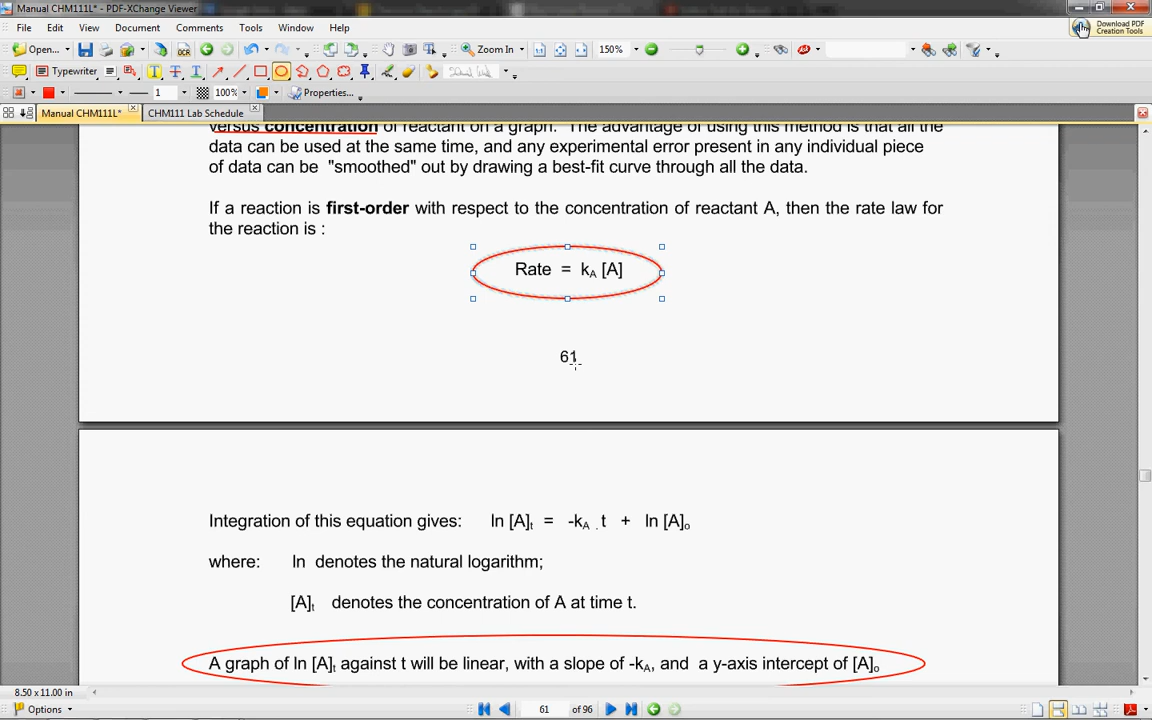 Manual CHM111L* - PDF-XChange Viewer
File Edit View Document Comments Tools Window Help
Download PDF
Creation Tools
Open... OCR Zoom In 150%
Typewriter
1 100% Properties...
Manual CHM111L* CHM111 Lab Schedule
versus concentration of reactant on a graph. The advantage of using this method is that all the
data can be used at the same time, and any experimental error present in any individual piece
of data can be "smoothed" out by drawing a best-fit curve through all the data.
If a reaction is first-order with respect to the concentration of reactant A, then the rate law for
the reaction is :
Rate = kA [A]
61
Integration of this equation gives: ln [A]t = -kA . t + ln [A]o
where: ln denotes the natural logarithm;
[A]t denotes the concentration of A at time t.
A graph of ln [A]t against t will be linear, with a slope of -kA, and a y-axis intercept of [A]o
8.50 x 11.00 in
Options 61 of 96